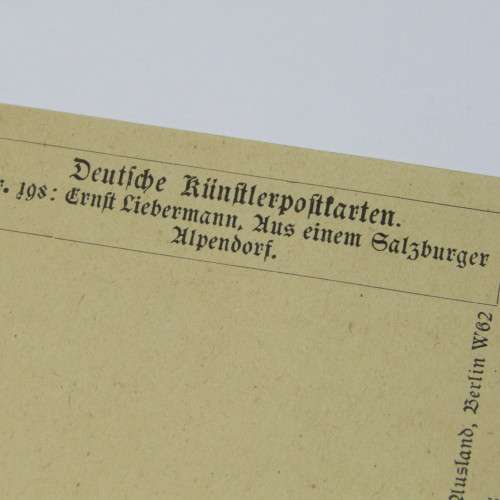 Deutsche Künstlerpostkarten.
r. 198: Ernst Liebermann, Aus einem Salzburger
Alpendorf.
Ausland, Berlin W62